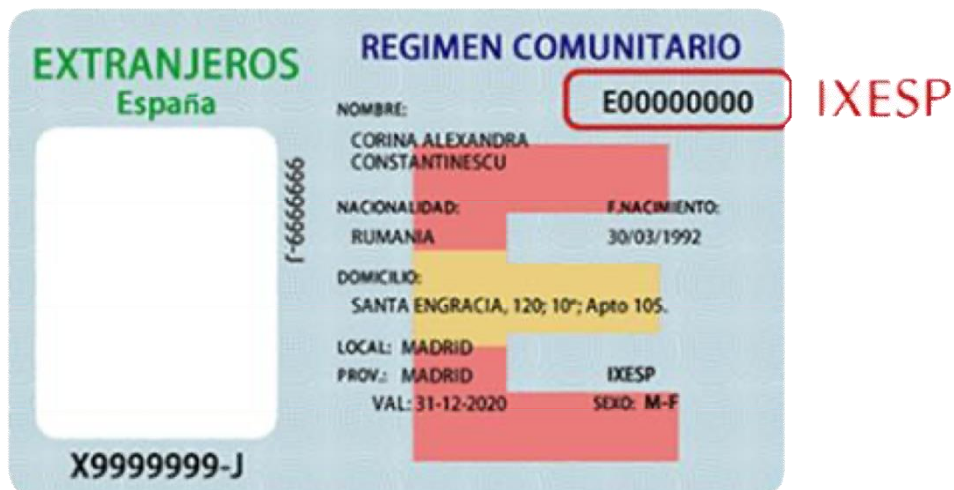 EXTRANJEROS
España
REGIMEN COMUNITARIO
E00000000
IXESP
NOMBRE:
CORINA ALEXANDRA
CONSTANTINESCU
9999999-J
NACIONALIDAD:
F.NACIMIENTO:
RUMANIA
30/03/1992
DOMICILIO:
SANTA ENGRACIA, 120; 10º; Apto 105.
LOCAL: MADRID
PROV.: MADRID
IXESP
VAL: 31-12-2020
SEXO: M-F
X9999999-J